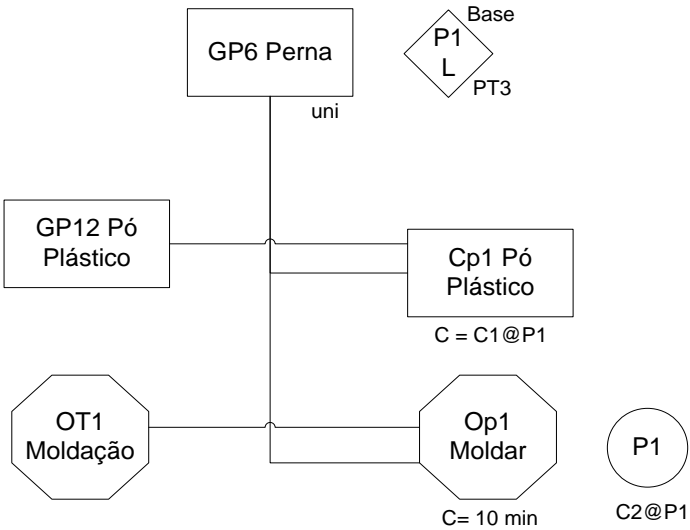 GP6 Perna
uni
Base
P1
L
PT3
GP12 Pó
Plástico
Cp1 Pó
Plástico
C = C1@P1
OT1
Moldação
Op1
Moldar
C= 10 min
P1
C2@P1